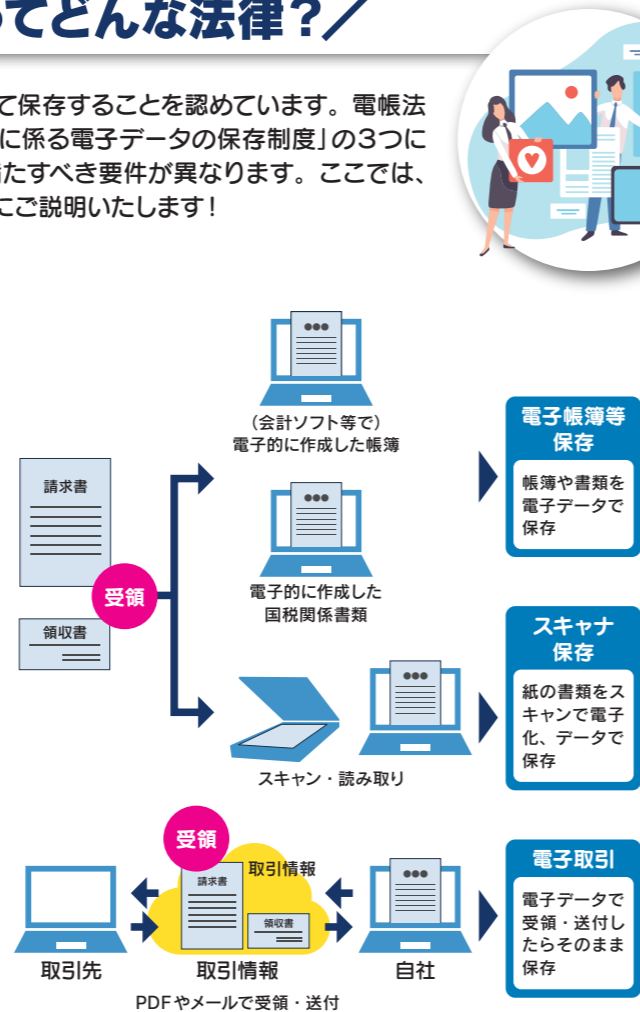 ってどんな法律？／
て保存することを認めています。電帳法
に係る電子データの保存制度」の3つに
満たすべき要件が異なります。ここでは、
にご説明いたします！
●●●
（会計ソフト等で）
電子的に作成した帳簿
電子帳簿等
保存
帳簿や書類を
電子データで
保存
請求書
受領
領収書
●●●
電子的に作成した
国税関係書類
●●●
スキャン・読み取り
スキャナ
保存
紙の書類をス
キャンで電子
化、データで
保存
受領
取引情報
請求書
領収書
●●●
取引先
取引情報
自社
PDFやメールで受領・送付
電子取引
電子データで
受領・送付し
たらそのまま
保存